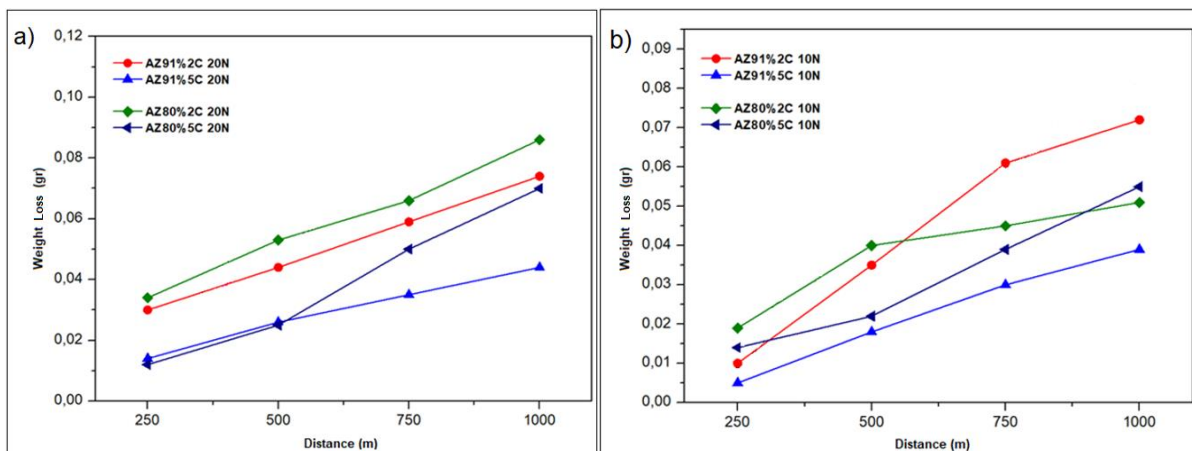 a)
0,12
0,10
0,08
0,06
0,04
0,02
0,00
Weight Loss (gr)
AZ91%2C 20N
AZ91%5C 20N
AZ80%2C 20N
AZ80%5C 20N
250 500 750 1000
Distance (m)
b)
0,09
0,08
0,07
0,06
0,05
0,04
0,03
0,02
0,01
0,00
Weight Loss (gr)
AZ91%2C 10N
AZ91%5C 10N
AZ80%2C 10N
AZ80%5C 10N
250 500 750 1000
Distance (m)